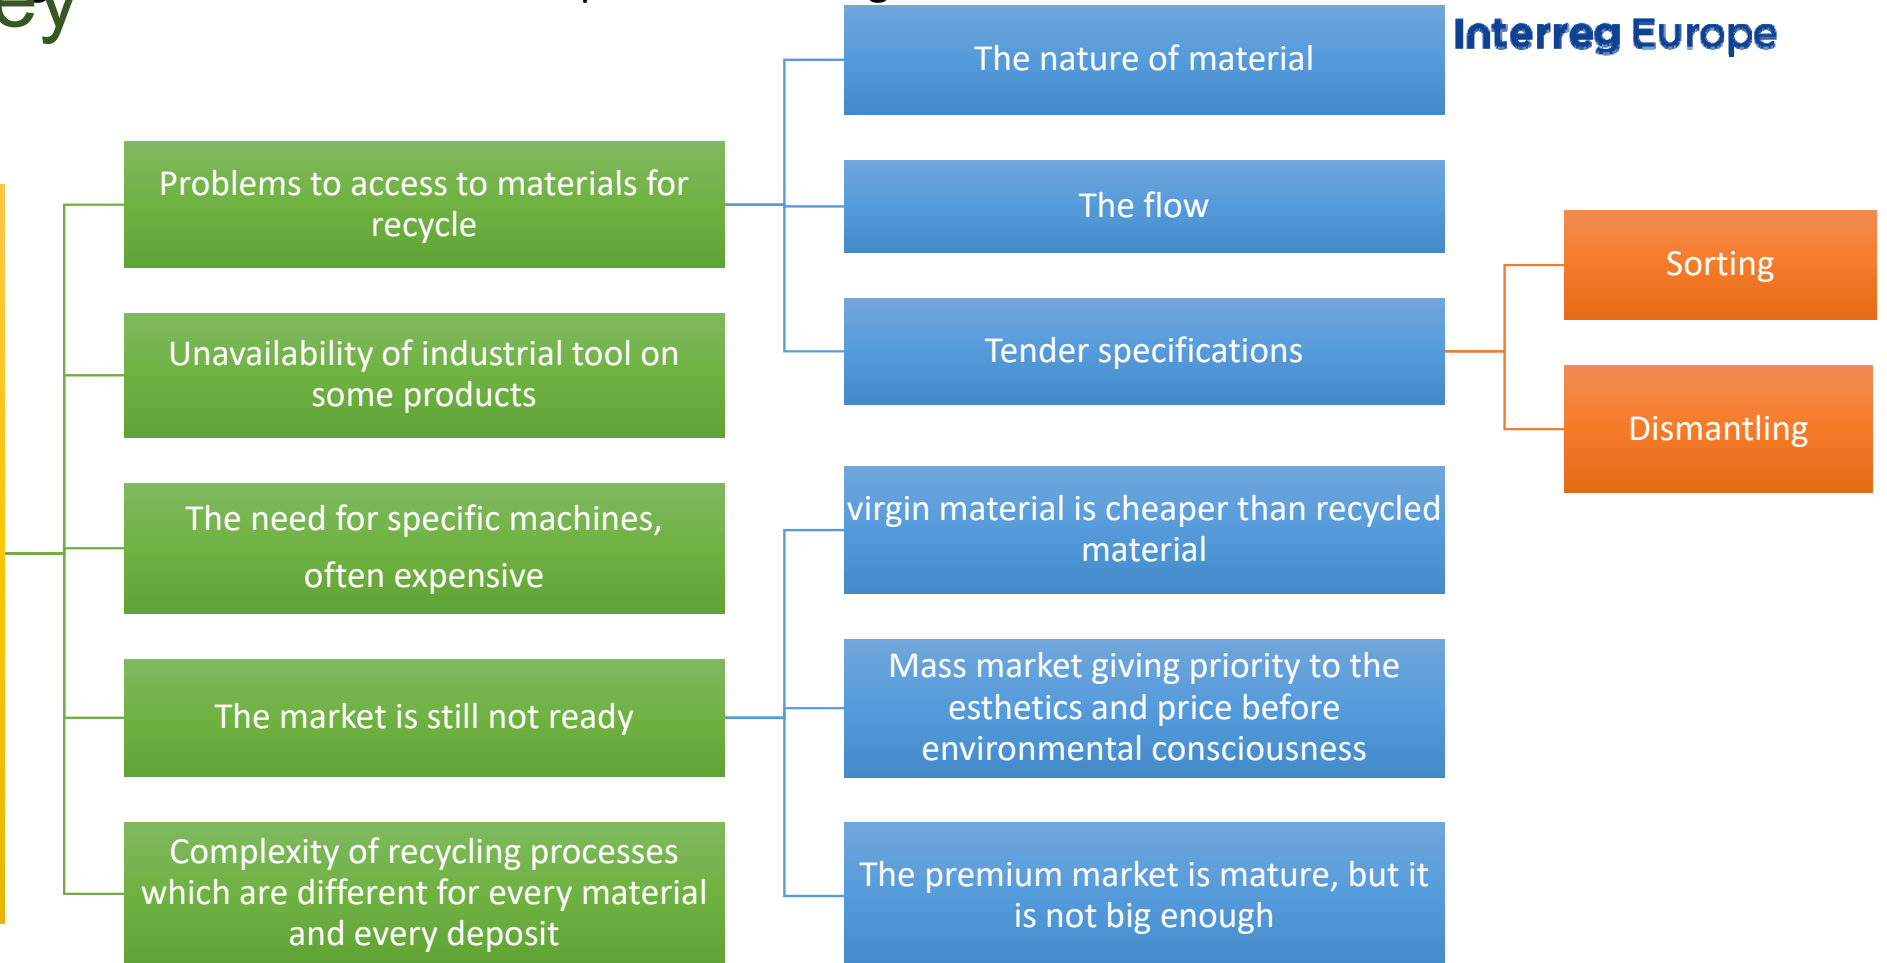 Interreg Europe
The nature of material
Problems to access to materials for
recycle
The flow
Sorting
Unavailability of industrial tool on
some products
Tender specifications
Dismantling
The need for specific machines,
often expensive
virgin material is cheaper than recycled
material
The market is still not ready
Mass market giving priority to the
esthetics and price before
environmental consciousness
Complexity of recycling processes
which are different for every material
and every deposit
The premium market is mature, but it
is not big enough